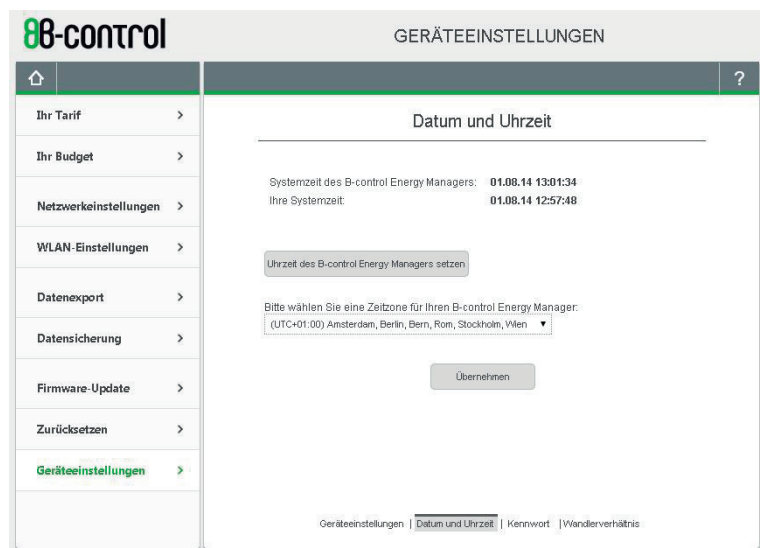 B-control
GERÄTEEINSTELLUNGEN
?
Ihr Tarif >
Ihr Budget >
Netzwerkeinstellungen >
WLAN-Einstellungen >
Datenexport >
Datensicherung >
Firmware-Update >
Zurücksetzen >
Geräteeinstellungen >
Datum und Uhrzeit
Systemzeit des B-control Energy Managers: 01.08.14 13:01:34
Ihre Systemzeit: 01.08.14 12:57:48
Uhrzeit des B-control Energy Managers setzen
Bitte wählen Sie eine Zeitzone für Ihren B-control Energy Manager:
(UTC+01:00) Amsterdam, Berlin, Bern, Rom, Stockholm, Wien ▼
Übernehmen
Geräteeinstellungen | Datum und Uhrzeit | Kennwort | Wandlerverhältnis